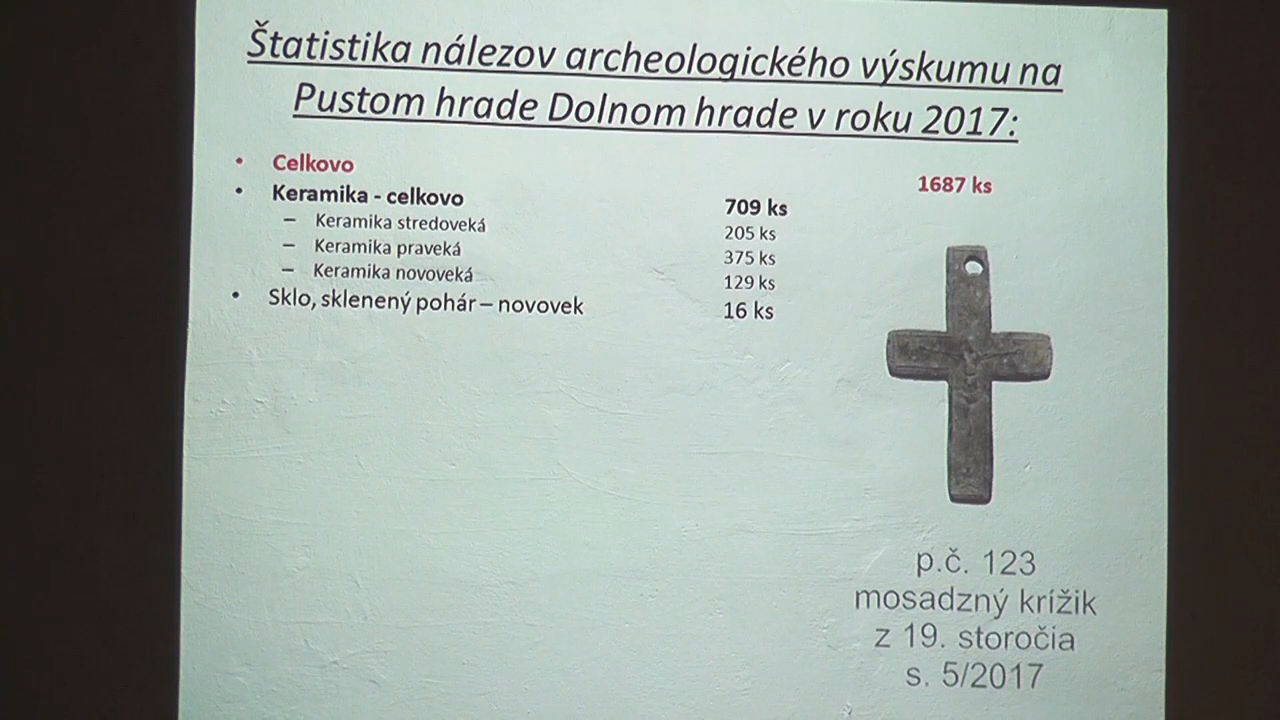 Štatistika nálezov archeologického výskumu na
Pustom hrade Dolnom hrade v roku 2017:
• Celkovo 1687 ks
• Keramika - celkovo 709 ks
– Keramika stredoveká 205 ks
– Keramika praveká 375 ks
– Keramika novoveká 129 ks
• Sklo, sklenený pohár – novovek 16 ks
p.č. 123
mosadzný krížik
z 19. storočia
s. 5/2017